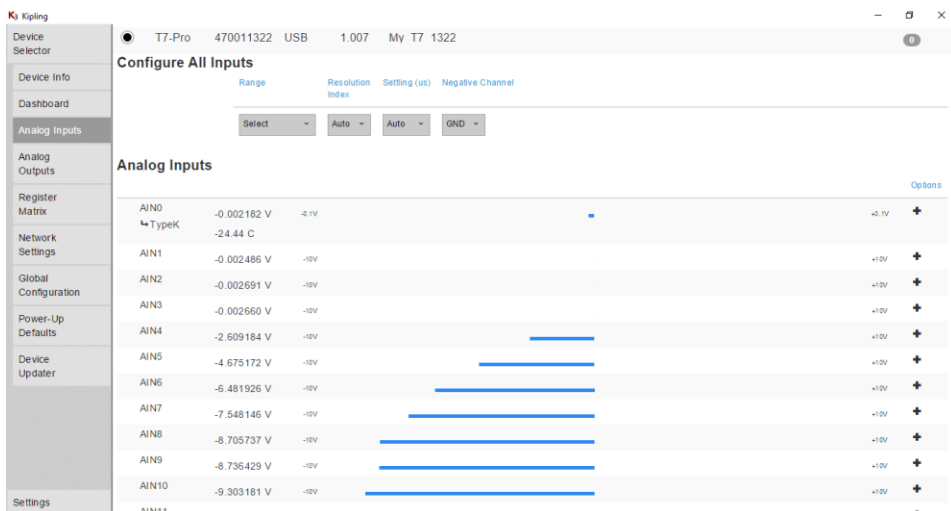 K3 Kipling
Device
Selector
T7-Pro 470011322 USB 1.007 My T7 1322
0
Device Info
Dashboard
Analog Inputs
Analog
Outputs
Register
Matrix
Network
Settings
Global
Configuration
Power-Up
Defaults
Device
Updater
Settings
Configure All Inputs
Range
Resolution
Index
Settling (us)
Negative Channel
Select
Auto
Auto
GND
Analog Inputs
Options
AIN0 -0.002182 V -0.1V +0.1V
TypeK -24.44 C
AIN1 -0.002486 V -10V +10V
AIN2 -0.002691 V -10V +10V
AIN3 -0.002660 V -10V +10V
AIN4 -2.609184 V -10V +10V
AIN5 -4.675172 V -10V +10V
AIN6 -6.481926 V -10V +10V
AIN7 -7.548146 V -10V +10V
AIN8 -8.705737 V -10V +10V
AIN9 -8.736429 V -10V +10V
AIN10 -9.303181 V -10V +10V
AIN11